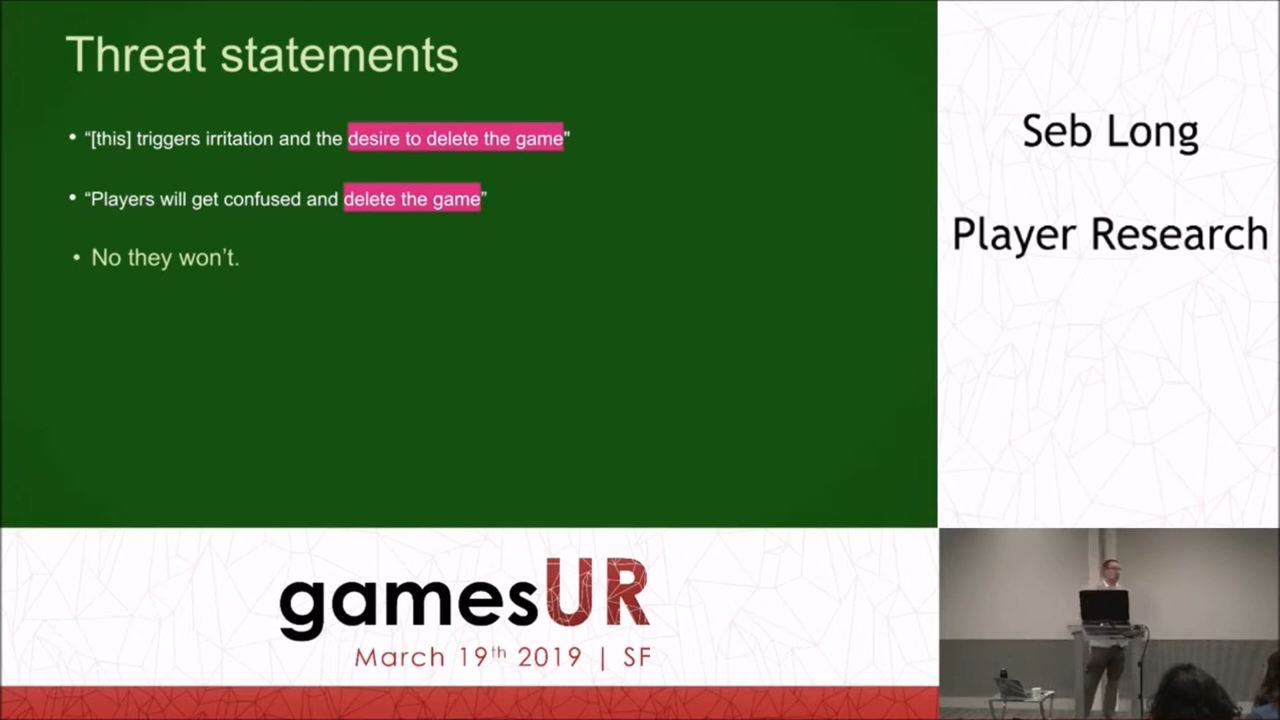 Threat statements
• “[this] triggers irritation and the desire to delete the game"
• “Players will get confused and delete the game”
• No they won’t.
Seb Long
Player Research
gamesUR
March 19th 2019 | SF